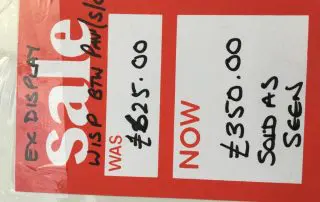 EX DISPLAY
sale
WISP BTW PAN/S/C
WAS
£625.00
NOW
£350.00
SOLD AS
SEEN